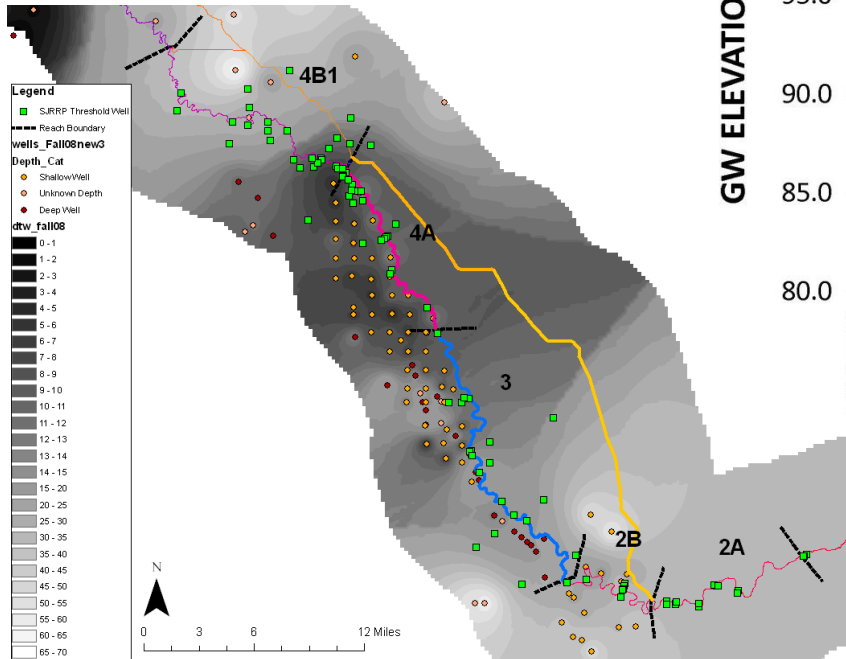 Legend
SJRRP Threshold Well
Reach Boundary
wells_Fall08new3
Depth_Cat
ShallowWell
Unknown Depth
Deep Well
dtw_fall08
0 - 1
1 - 2
2 - 3
3 - 4
4 - 5
5 - 6
6 - 7
7 - 8
8 - 9
9 - 10
10 - 11
11 - 12
12 - 13
13 - 14
14 - 15
15 - 20
20 - 25
25 - 30
30 - 35
35 - 40
40 - 45
45 - 50
50 - 55
55 - 60
60 - 65
65 - 70
4B1
4A
3
2B
2A
N
0 3 6 12 Miles
GW ELEVATIO
95.0
90.0
85.0
80.0